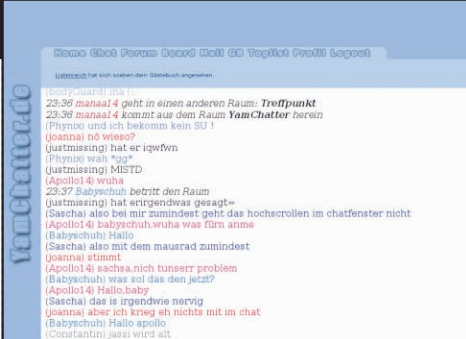 Home Chat Forum Board Mail GB Toplist Profil Logout
Listenreich hat sich soeben dein Gästebuch angesehen.
YamChatter.de
(bodyGuard) ina (:
23:36 manaa14 geht in einen anderen Raum: Treffpunkt
23:36 manaa14 kommt aus dem Raum YamChatter herein
(Phynix) und ich bekomm kein SU !
(joanna) nö wieso?
(justmissing) hat er iqwfwn
(Phynix) wah *gg*
(justmissing) MISTD
(Apollo14) wuha
23:37 Babyschuh betritt den Raum
(justmissing) hat erirgendwas gesagt=
(Sascha) also bei mir zumindest geht das hochscrollen im chatfenster nicht
(Apollo14) babyschuh,wuha was fürn anme
(Babyschuh) Hallo
(Sascha) also mit dem mausrad zumindest
(joanna) stimmt
(Apollo14) sachsa,nich tunserr problem
(Babyschuh) was sol das den jetzt?
(Apollo14) Hallo,baby
(Sascha) das is irgendwie nervig
(joanna) aber ich krieg eh nichts mit im chat
(Babyschuh) Hallo apollo
(Constantin) jassi wird alt